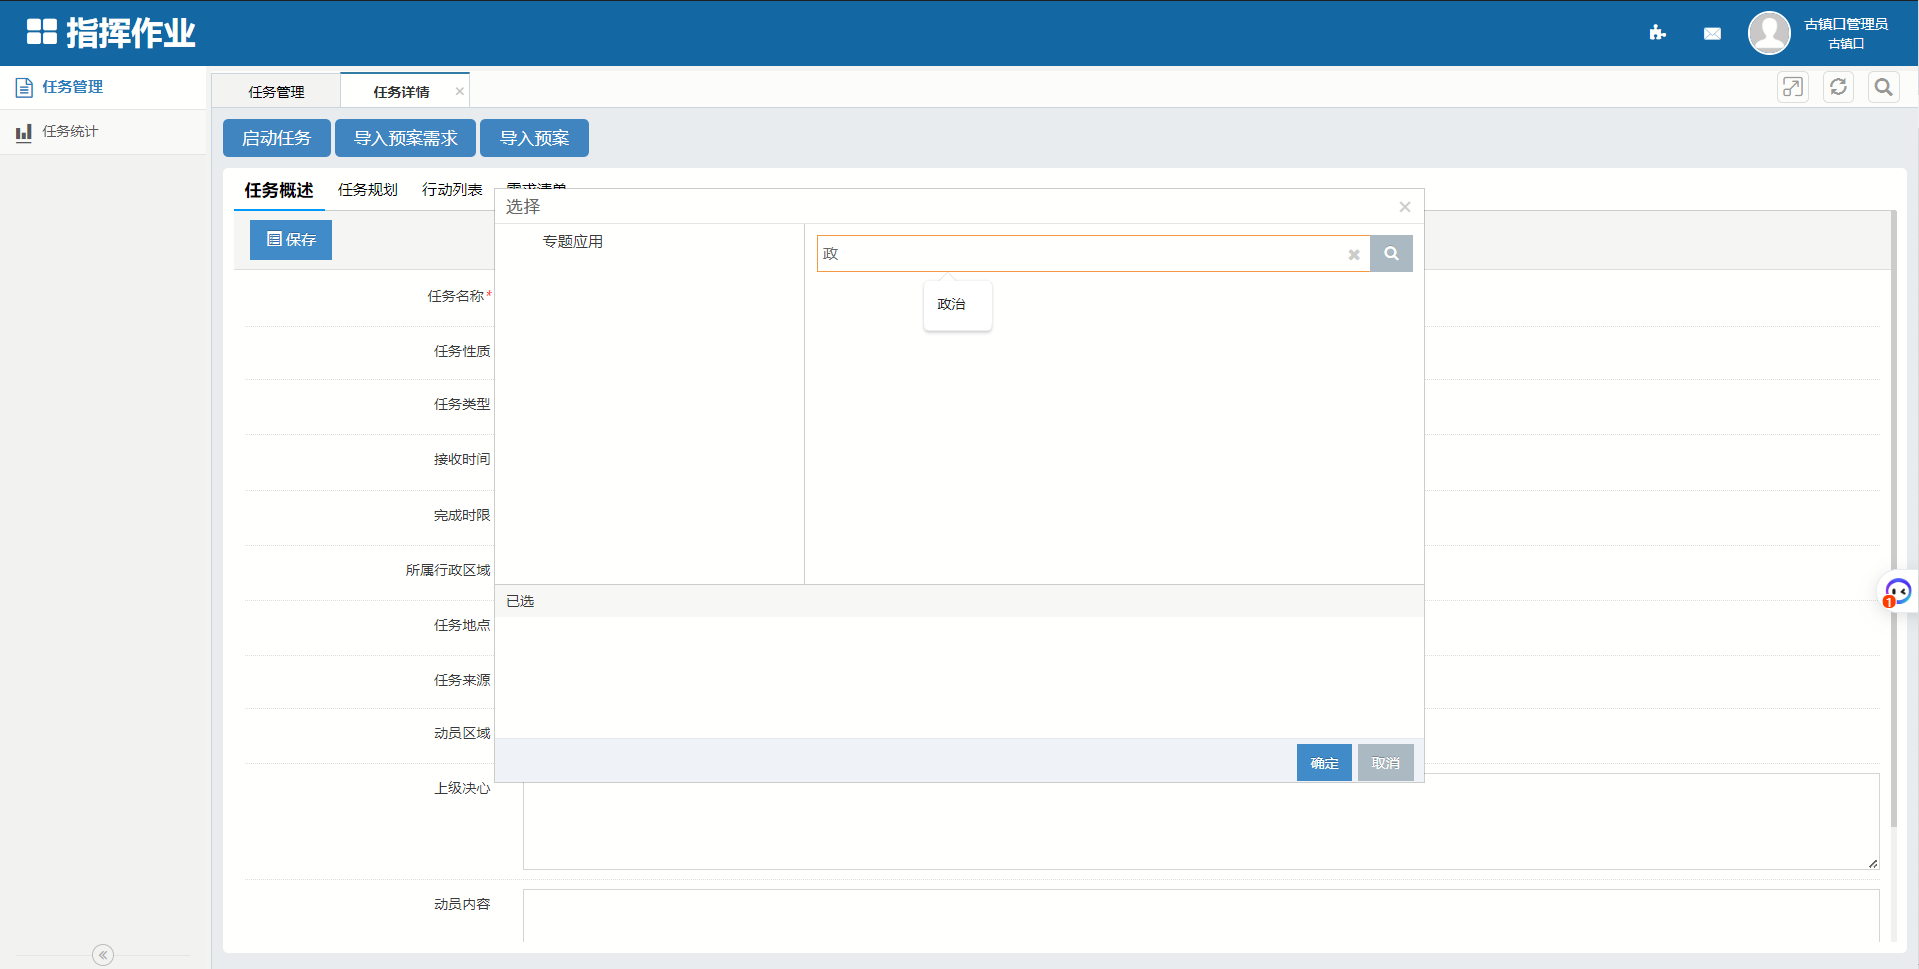 指挥作业
古镇口管理员
古镇口
任务管理
任务统计
任务管理
任务详情
启动任务
导入预案需求
导入预案
任务概述
任务规划
行动列表
需求清单
保存
选择
专题应用
政
政治
任务名称*
任务性质
任务类型
接收时间
完成时限
所属行政区域
任务地点
任务来源
动员区域
上级决心
动员内容
已选
确定
取消
1